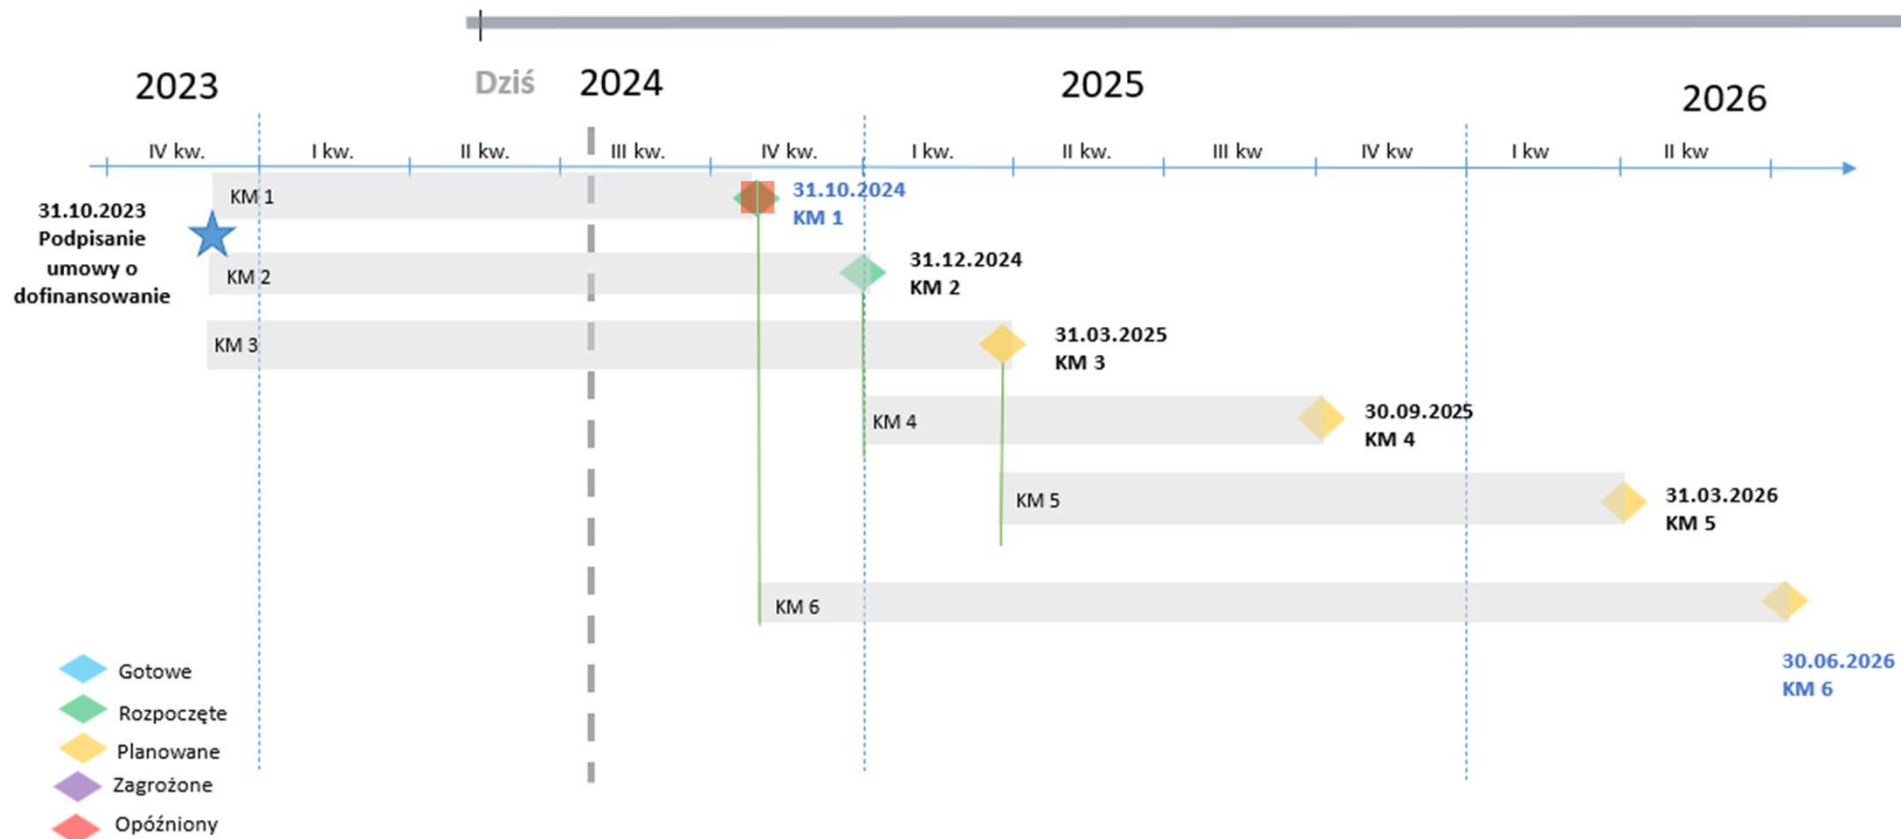 2023
Dziś
2024
2025
2026
IV kw.
I kw.
II kw.
III kw.
IV kw.
I kw.
II kw.
III kw
IV kw
I kw
II kw
KM 1
31.10.2024
KM 1
31.10.2023
Podpisanie
umowy o
dofinansowanie
KM 2
31.12.2024
KM 2
KM 3
31.03.2025
KM 3
KM 4
30.09.2025
KM 4
KM 5
31.03.2026
KM 5
KM 6
30.06.2026
KM 6
Gotowe
Rozpoczęte
Planowane
Zagrożone
Opóźniony